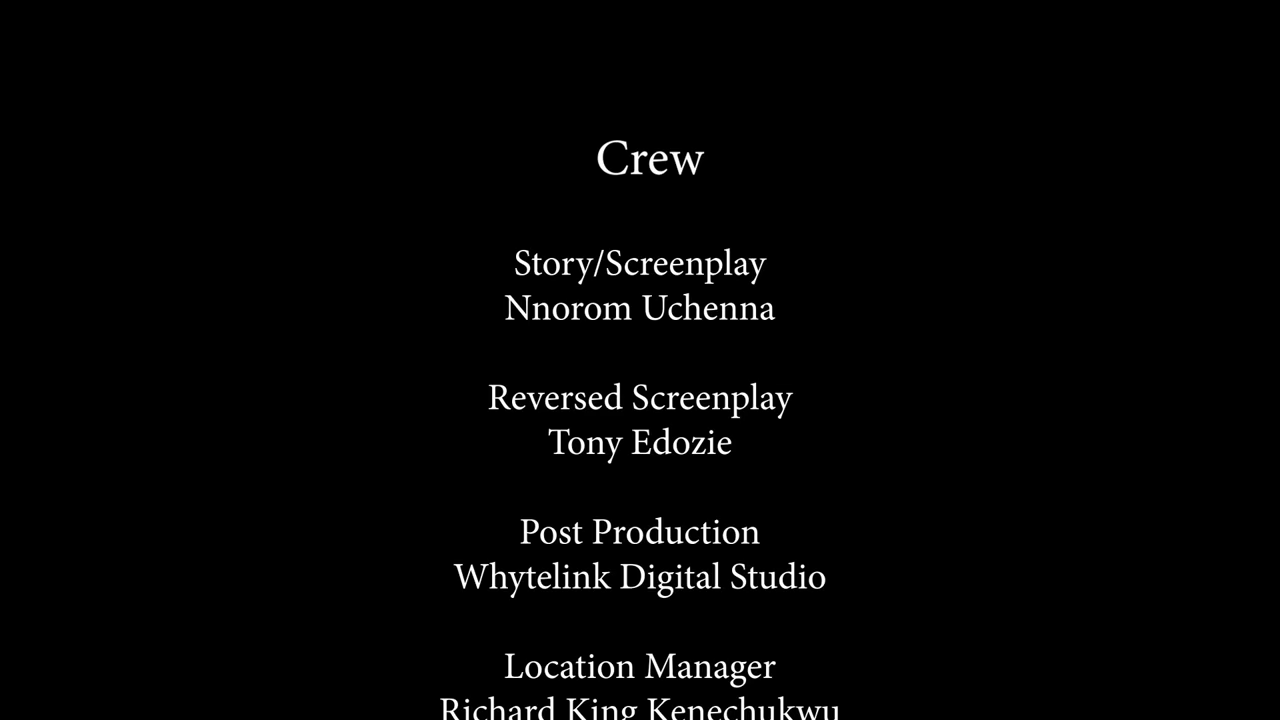 Crew
Story/Screenplay
Nnorom Uchenna
Reversed Screenplay
Tony Edozie
Post Production
Whytelink Digital Studio
Location Manager
Richard King Kenechukwu